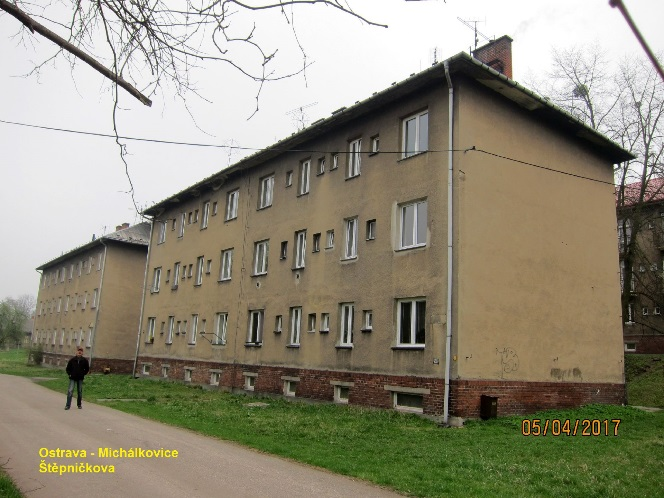 Ostrava - Michálkovice
Štěpničkova
05/04/2017